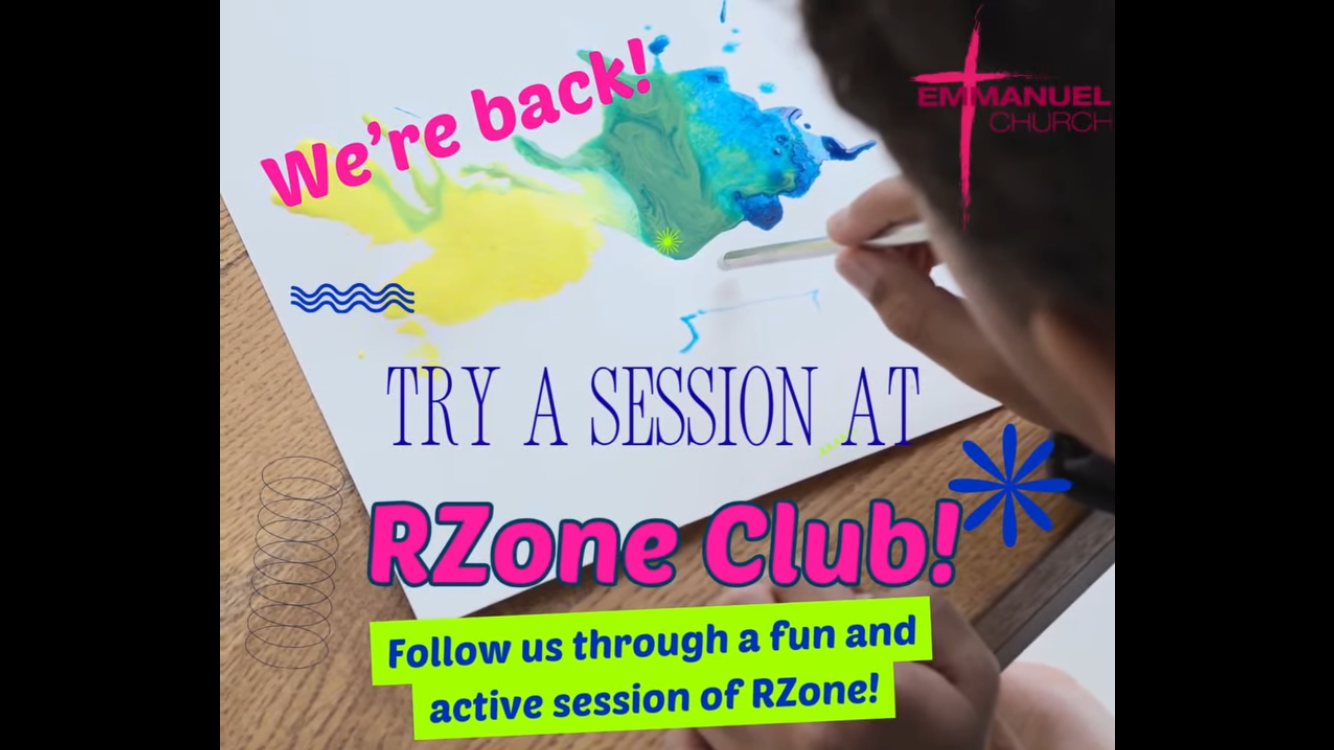 We're back!
EMMANUEL
CHURCH
TRY A SESSION AT
RZone Club!
Follow us through a fun and
active session of RZone!